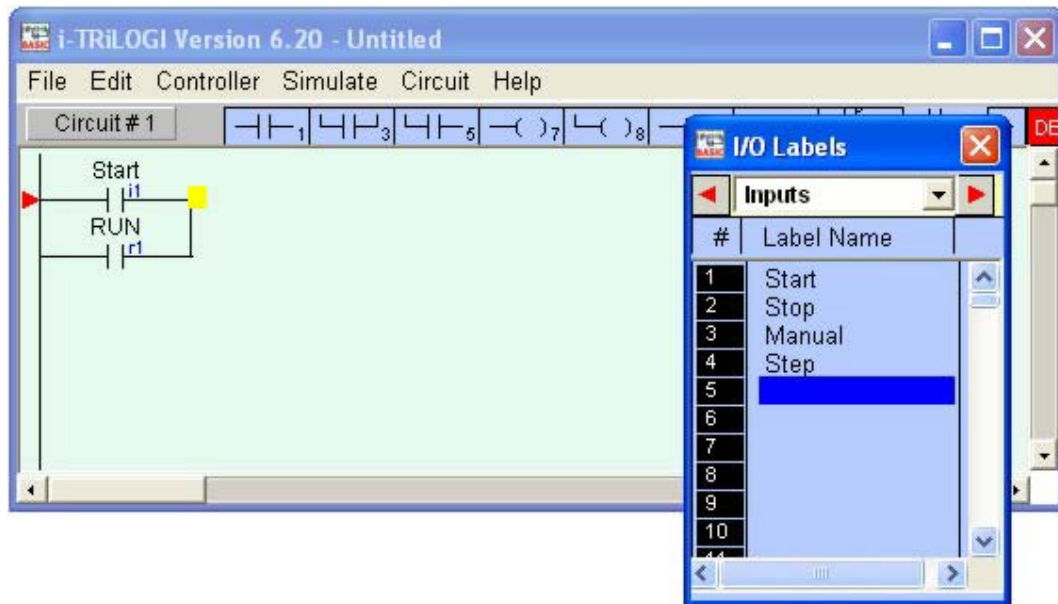 i-TRiLOGI Version 6.20 - Untitled
File Edit Controller Simulate Circuit Help
Circuit # 1
1 3 5 7 8
DE
Start
i1
RUN
r1
I/O Labels
Inputs
# Label Name
1 Start
2 Stop
3 Manual
4 Step
5
6
7
8
9
10
11